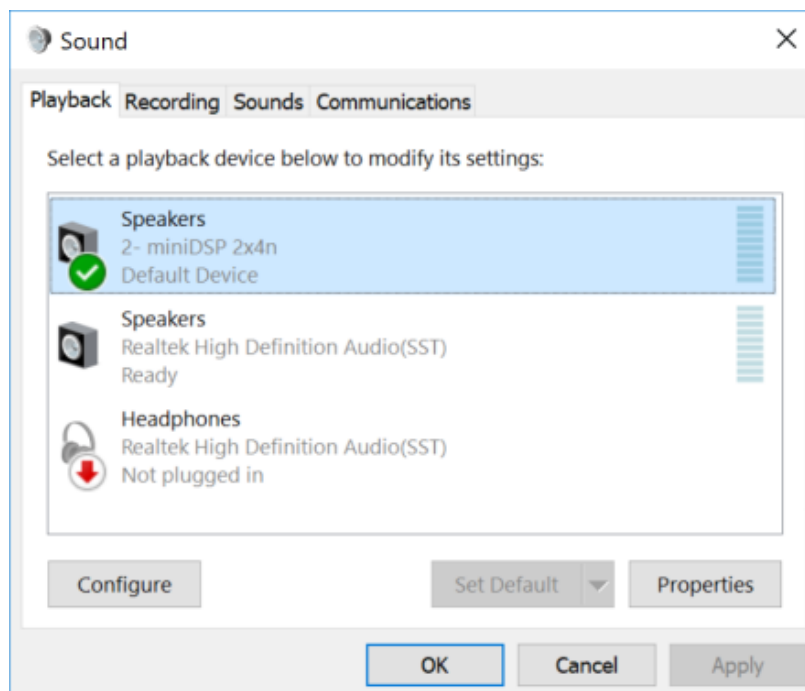 Sound
Playback Recording Sounds Communications
Select a playback device below to modify its settings:
Speakers
2- miniDSP 2x4n
Default Device
Speakers
Realtek High Definition Audio(SST)
Ready
Headphones
Realtek High Definition Audio(SST)
Not plugged in
Configure Set Default Properties
OK Cancel Apply